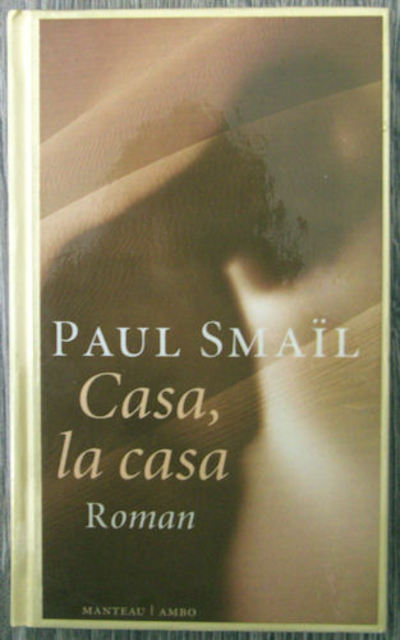 PAUL SMAÏL
Casa,
la casa
Roman
MANTEAU | AMBO